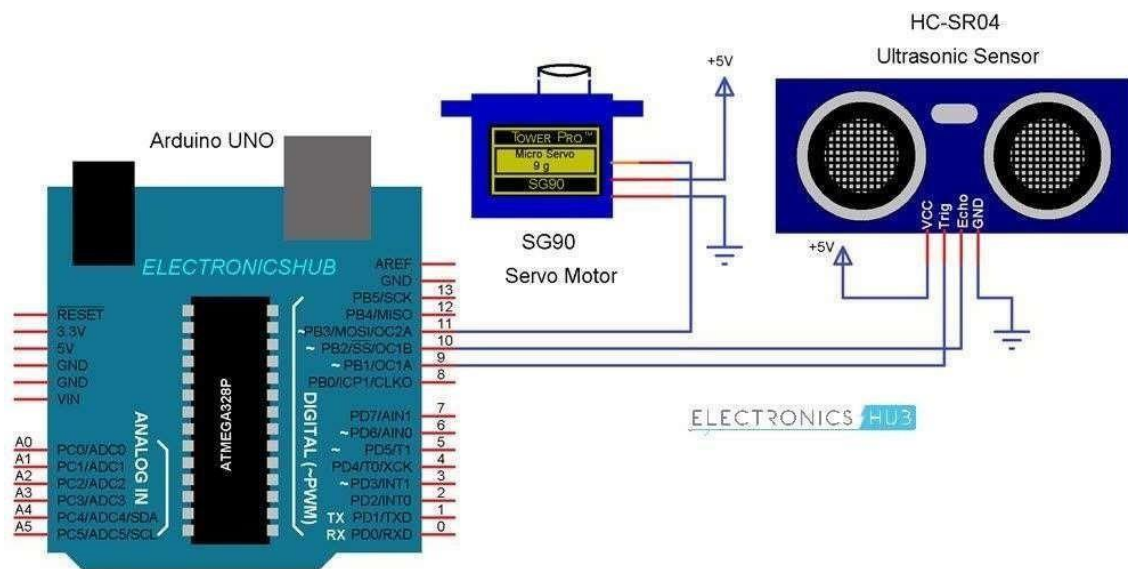 HC-SR04
Ultrasonic Sensor
+5V
Arduino UNO
TOWER PRO™
Micro Servo
9 g
SG90
VCC
Trig
Echo
GND
SG90
Servo Motor
+5V
ELECTRONICSHUB
AREF
GND
PB5/SCK 13
PB4/MISO 12
~PB3/MOSI/OC2A 11
~ PB2/SS/OC1B 10
~ PB1/OC1A 9
PB0/ICP1/CLKO 8
PD7/AIN1 7
~PD6/AIN0 6
~ PD5/T1 5
PD4/T0/XCK 4
~PD3/INT1 3
PD2/INT0 2
TX PD1/TXD 1
RX PD0/RXD 0
RESET
3.3V
5V
GND
GND
VIN
A0 PC0/ADC0
A1 PC1/ADC1
A2 PC2/ADC2
A3 PC3/ADC3
A4 PC4/ADC4/SDA
A5 PC5/ADC5/SCL
ANALOG IN
ATMEGA328P
DIGITAL (~PWM)
ELECTRONICS HUB